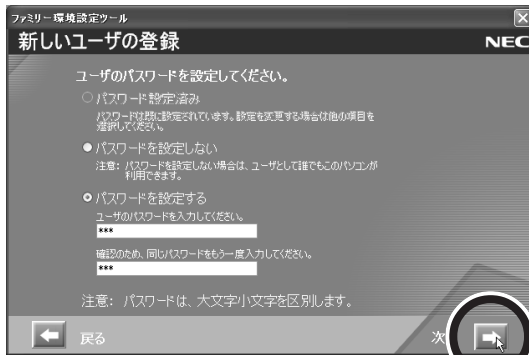 ファミリー環境設定ツール
新しいユーザの登録
NEC
ユーザのパスワードを設定してください。
パスワード設定済み
パスワードは既に設定されています。設定を変更する場合は他の項目を
選択してください。
パスワードを設定しない
注意: パスワードを設定しない場合は、ユーザとして誰でもこのパソコンが
利用できます。
パスワードを設定する
ユーザのパスワードを入力してください。
***
確認のため、同じパスワードをもう一度入力してください。
***
注意: パスワードは、大文字小文字を区別します。
戻る
次